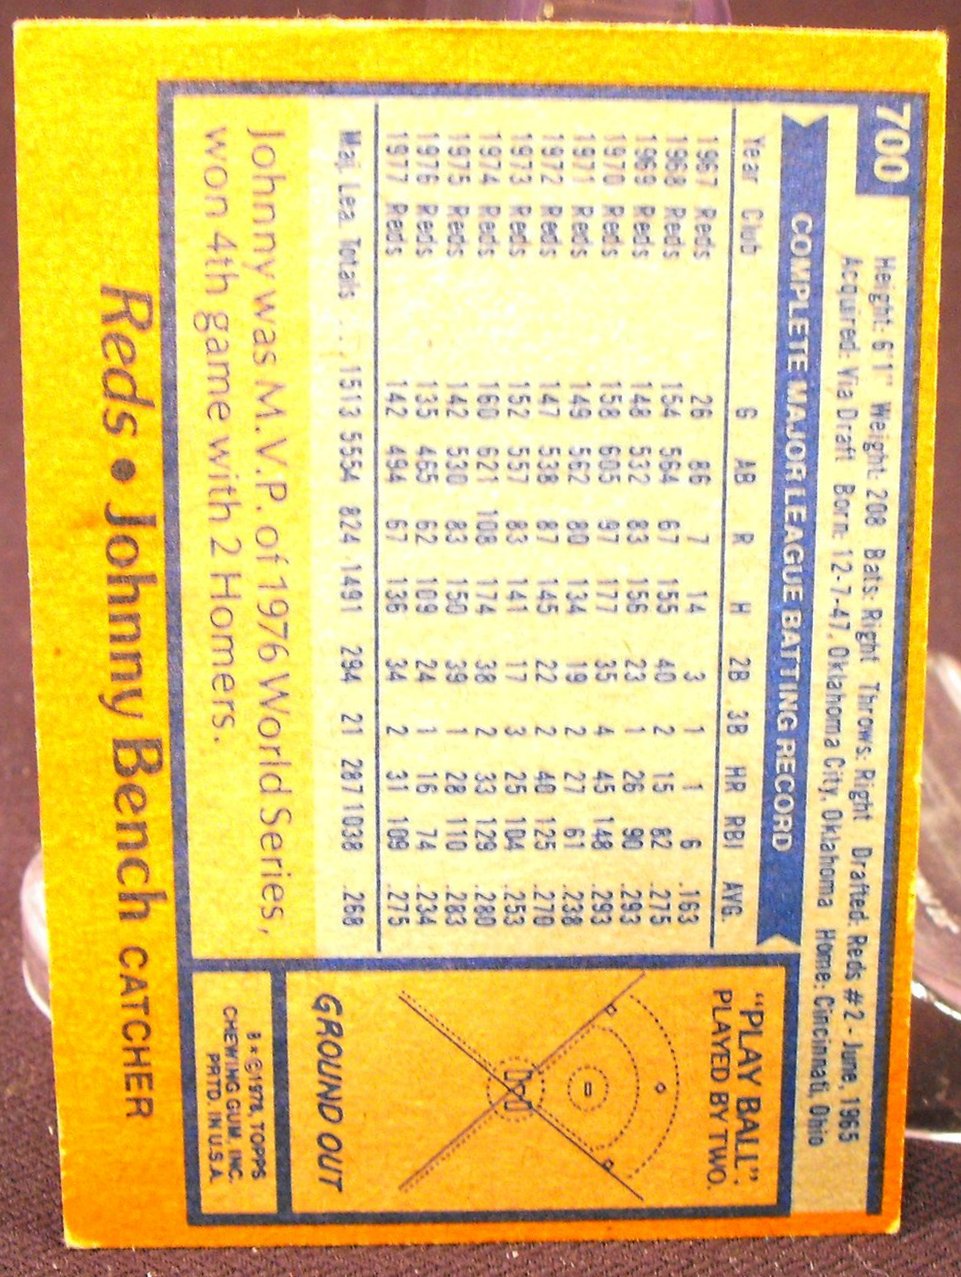 700
Height: 6'1" Weight: 208 Bats: Right Throws: Right Drafted: Reds #2 - June, 1965
Acquired: Via Draft Born: 12-7-47, Oklahoma City, Oklahoma Home: Cincinnati, Ohio
COMPLETE MAJOR LEAGUE BATTING RECORD
Year Club G AB R H 2B 3B HR RBI AVG.
1967 Reds 26 86 7 14 3 1 1 6 .163
1968 Reds 154 564 67 155 40 2 15 82 .275
1969 Reds 148 532 83 156 23 1 26 90 .293
1970 Reds 158 605 97 177 35 4 45 148 .293
1971 Reds 149 562 80 134 19 2 27 61 .238
1972 Reds 147 538 87 145 22 2 40 125 .270
1973 Reds 152 557 83 141 17 3 25 104 .253
1974 Reds 160 621 108 174 38 2 33 129 .280
1975 Reds 142 530 83 150 39 1 28 110 .283
1976 Reds 135 465 62 109 24 1 16 74 .234
1977 Reds 142 494 67 136 34 2 31 109 .275
Maj. Lea. Totals . . , 1513 5554 824 1491 294 21 287 1038 .268
Johnny was M.V.P. of 1976 World Series,
won 4th game with 2 Homers.
"PLAY BALL"
PLAYED BY TWO.
GROUND OUT
B * ©1978, TOPPS
CHEWING GUM, INC.
PRTD. IN U.S.A.
Reds • Johnny Bench CATCHER